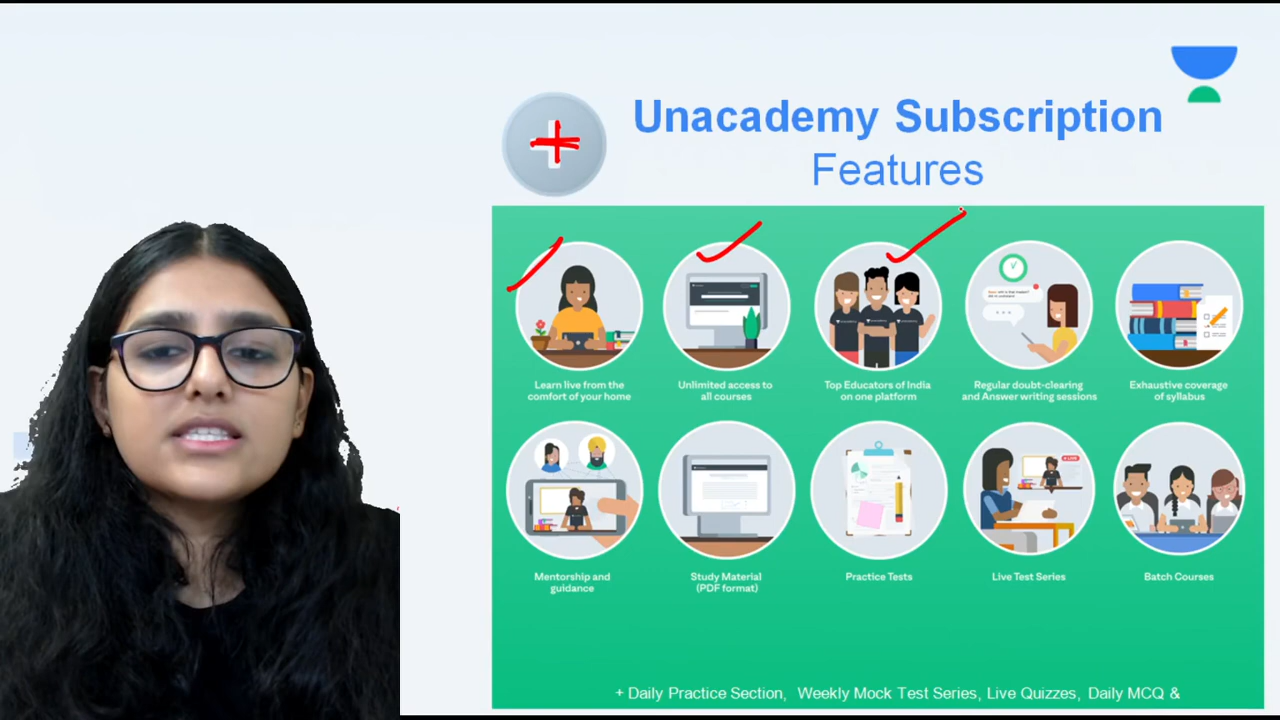 Unacademy Subscription
Features
Learn live from the
comfort of your home
Unlimited access to
all courses
Top Educators of India
on one platform
Regular doubt-clearing
and Answer writing sessions
Exhaustive coverage
of syllabus
Mentorship and
guidance
Study Material
(PDF format)
Practice Tests
Live Test Series
Batch Courses
+ Daily Practice Section, Weekly Mock Test Series, Live Quizzes, Daily MCQ &